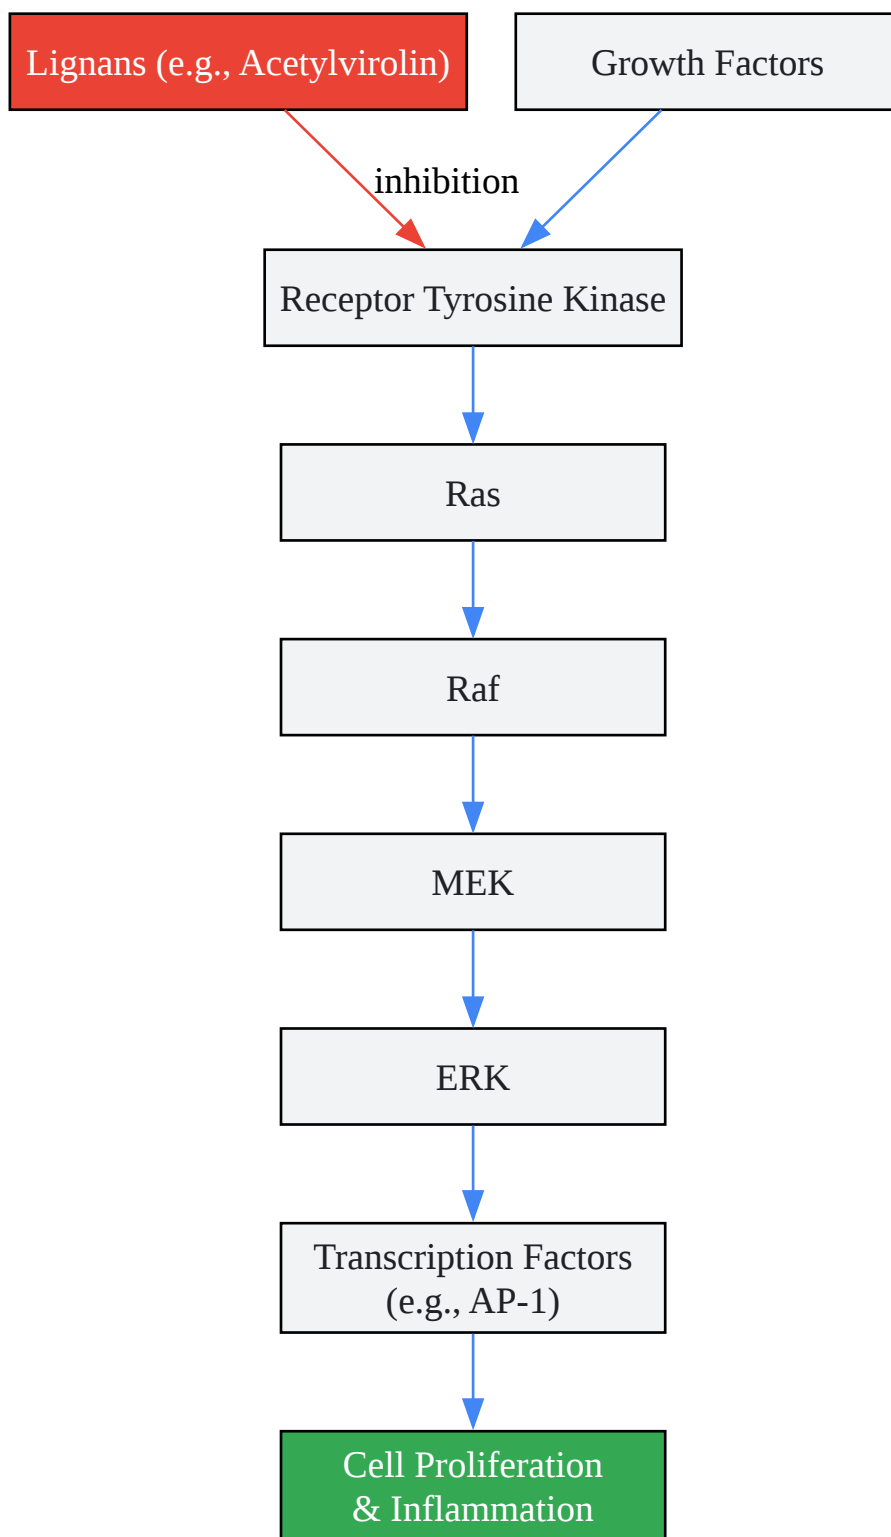 Lignans (e.g., Acetylvirolin)
Growth Factors
inhibition
Receptor Tyrosine Kinase
Ras
Raf
MEK
ERK
Transcription Factors
(e.g., AP-1)
Cell Proliferation
& Inflammation